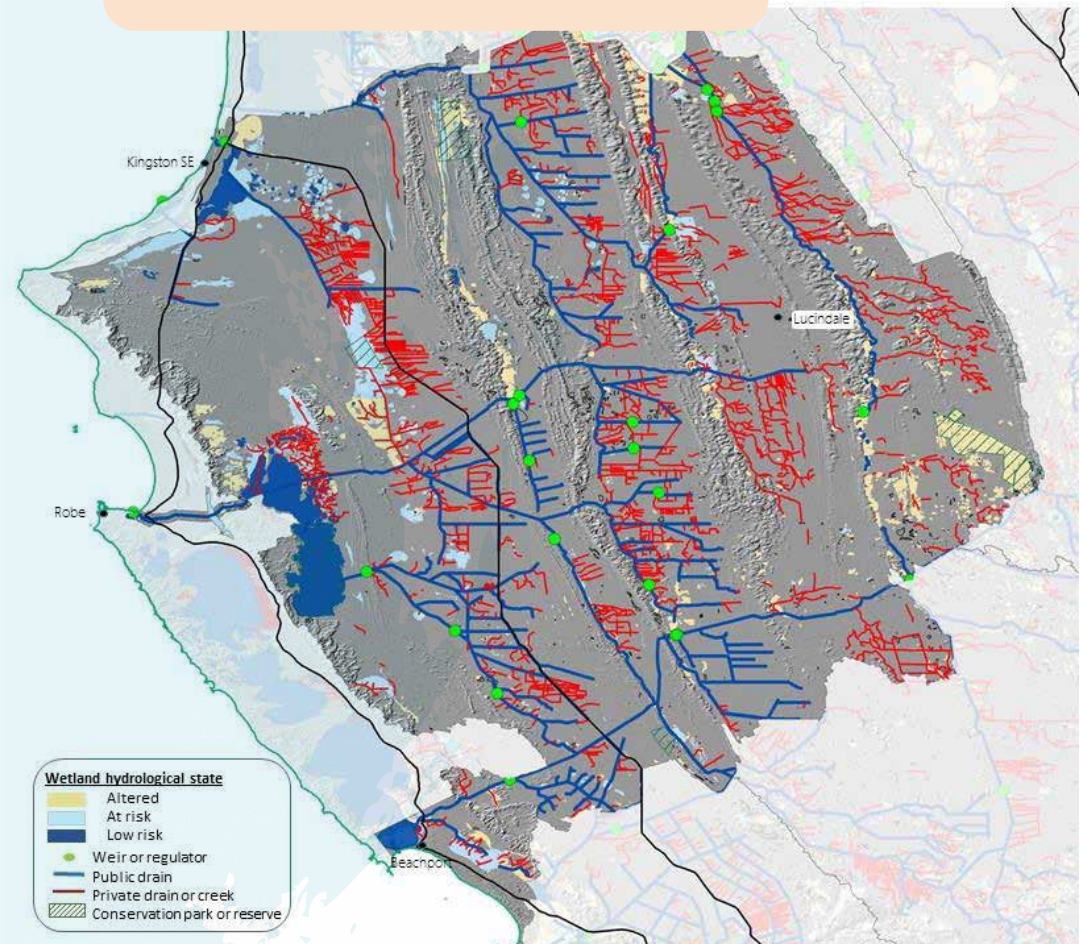 Kingston SE
Lucindale
Robe
Beachport
Wetland hydrological state
Altered
At risk
Low risk
Weir or regulator
Public drain
Private drain or creek
Conservation park or reserve